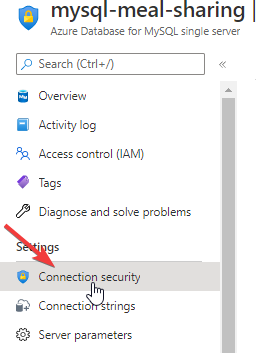 mysql-meal-sharing
Azure Database for MySQL single server
Search (Ctrl+/)
Overview
Activity log
Access control (IAM)
Tags
Diagnose and solve problems
Settings
Connection security
Connection strings
Server parameters